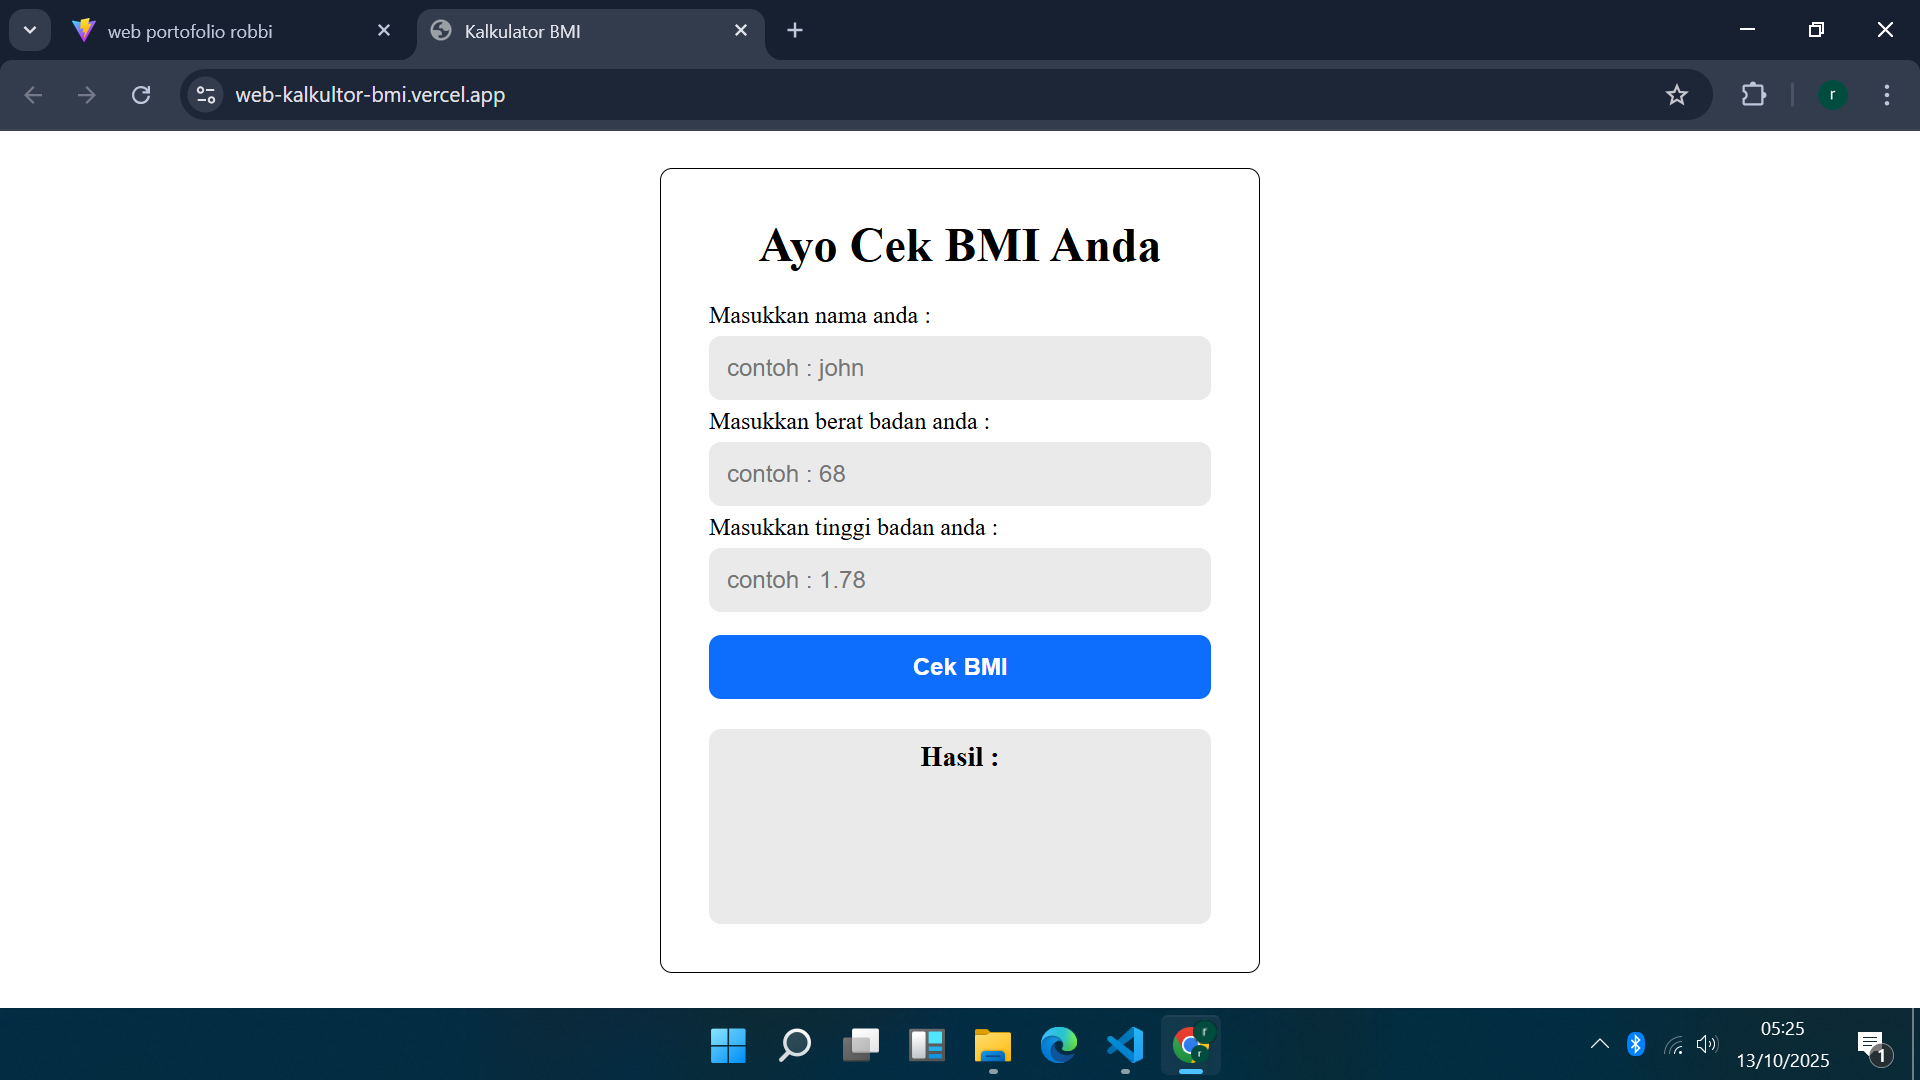 web portofolio robbi
Kalkulator BMI
web-kalkultor-bmi.vercel.app
r
Ayo Cek BMI Anda
Masukkan nama anda :
contoh : john
Masukkan berat badan anda :
contoh : 68
Masukkan tinggi badan anda :
contoh : 1.78
Cek BMI
Hasil :
r
r
05:25
13/10/2025
1